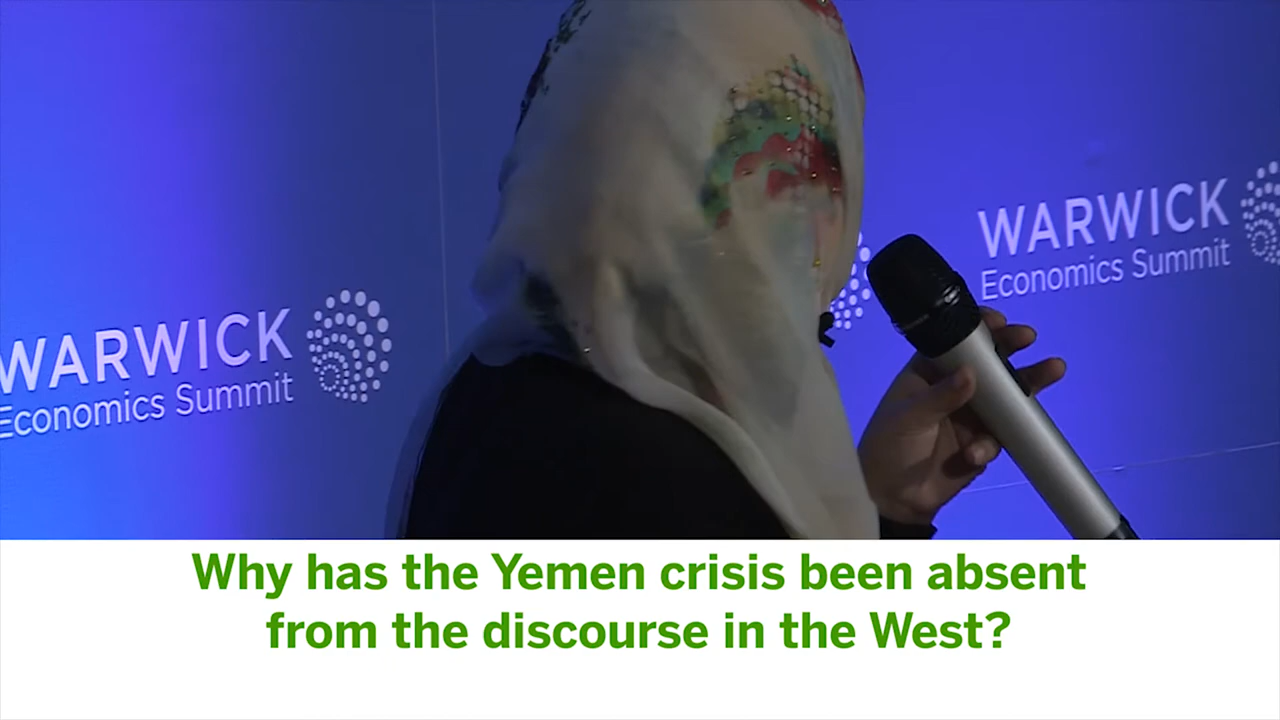 WARWICK
Economics Summit
WARWICK
Economics Summit
Why has the Yemen crisis been absent
from the discourse in the West?